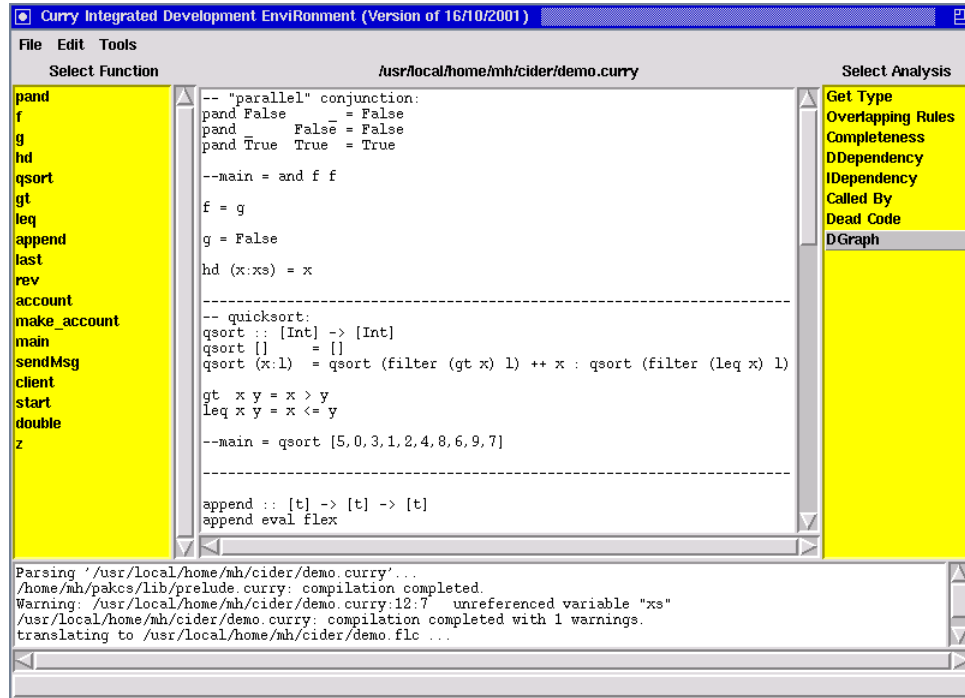 Curry Integrated Development EnviRonment (Version of 16/10/2001)
File Edit Tools
Select Function
/usr/local/home/mh/cider/demo.curry
Select Analysis
pand
f
g
hd
qsort
gt
leq
append
last
rev
account
make_account
main
sendMsg
client
start
double
z
-- "parallel" conjunction:
pand False     _ = False
pand _     False = False
pand True  True  = True
--main = and f f
f = g
g = False
hd (x:xs) = x
-----------------------------------------------------------------------
-- quicksort:
qsort :: [Int] -> [Int]
qsort []     = []
qsort (x:l)  = qsort (filter (gt x) l) ++ x : qsort (filter (leq x) l)
gt  x y = x > y
leq x y = x <= y
--main = qsort [5,0,3,1,2,4,8,6,9,7]
-----------------------------------------------------------------------
append :: [t] -> [t] -> [t]
append eval flex
Get Type
Overlapping Rules
Completeness
DDependency
IDependency
Called By
Dead Code
DGraph
Parsing '/usr/local/home/mh/cider/demo.curry'...
/home/mh/pakcs/lib/prelude.curry: compilation completed.
Warning: /usr/local/home/mh/cider/demo.curry:12:7   unreferenced variable "xs"
/usr/local/home/mh/cider/demo.curry: compilation completed with 1 warnings.
translating to /usr/local/home/mh/cider/demo.flc ...